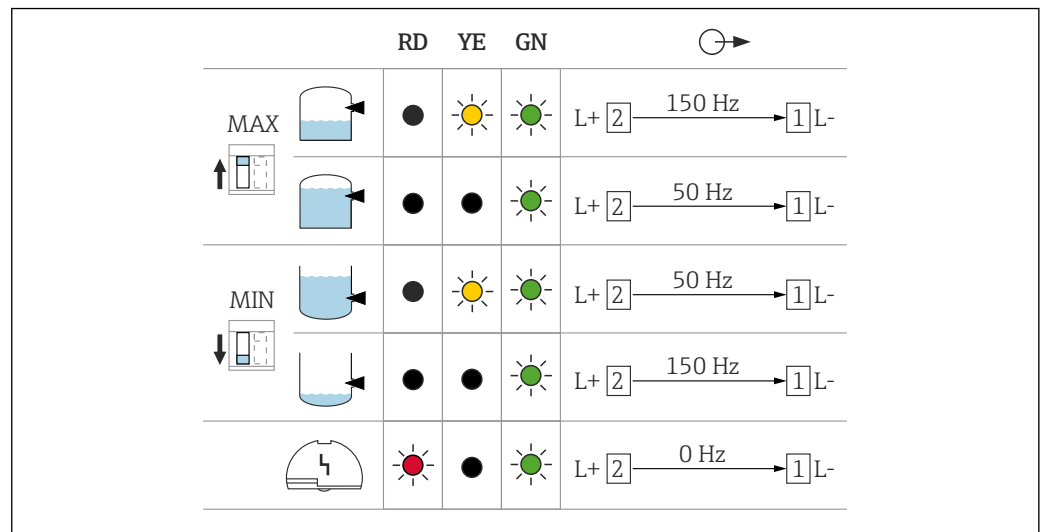 RD YE GN
MAX
L+ 2 150 Hz 1 L-
L+ 2 50 Hz 1 L-
MIN
L+ 2 50 Hz 1 L-
L+ 2 150 Hz 1 L-
L+ 2 0 Hz 1 L-